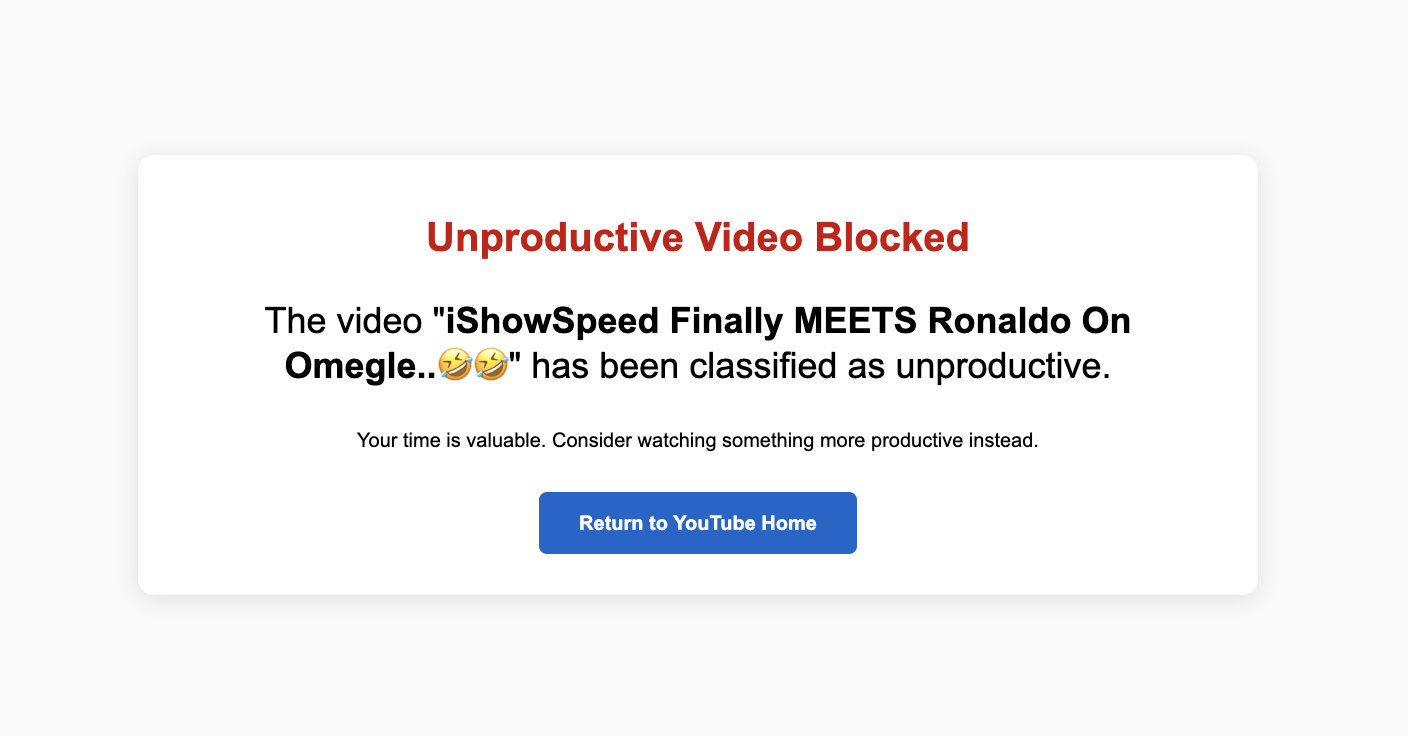 Unproductive Video Blocked
The video "iShowSpeed Finally MEETS Ronaldo On
Omegle..🤣🤣" has been classified as unproductive.
Your time is valuable. Consider watching something more productive instead.
Return to YouTube Home